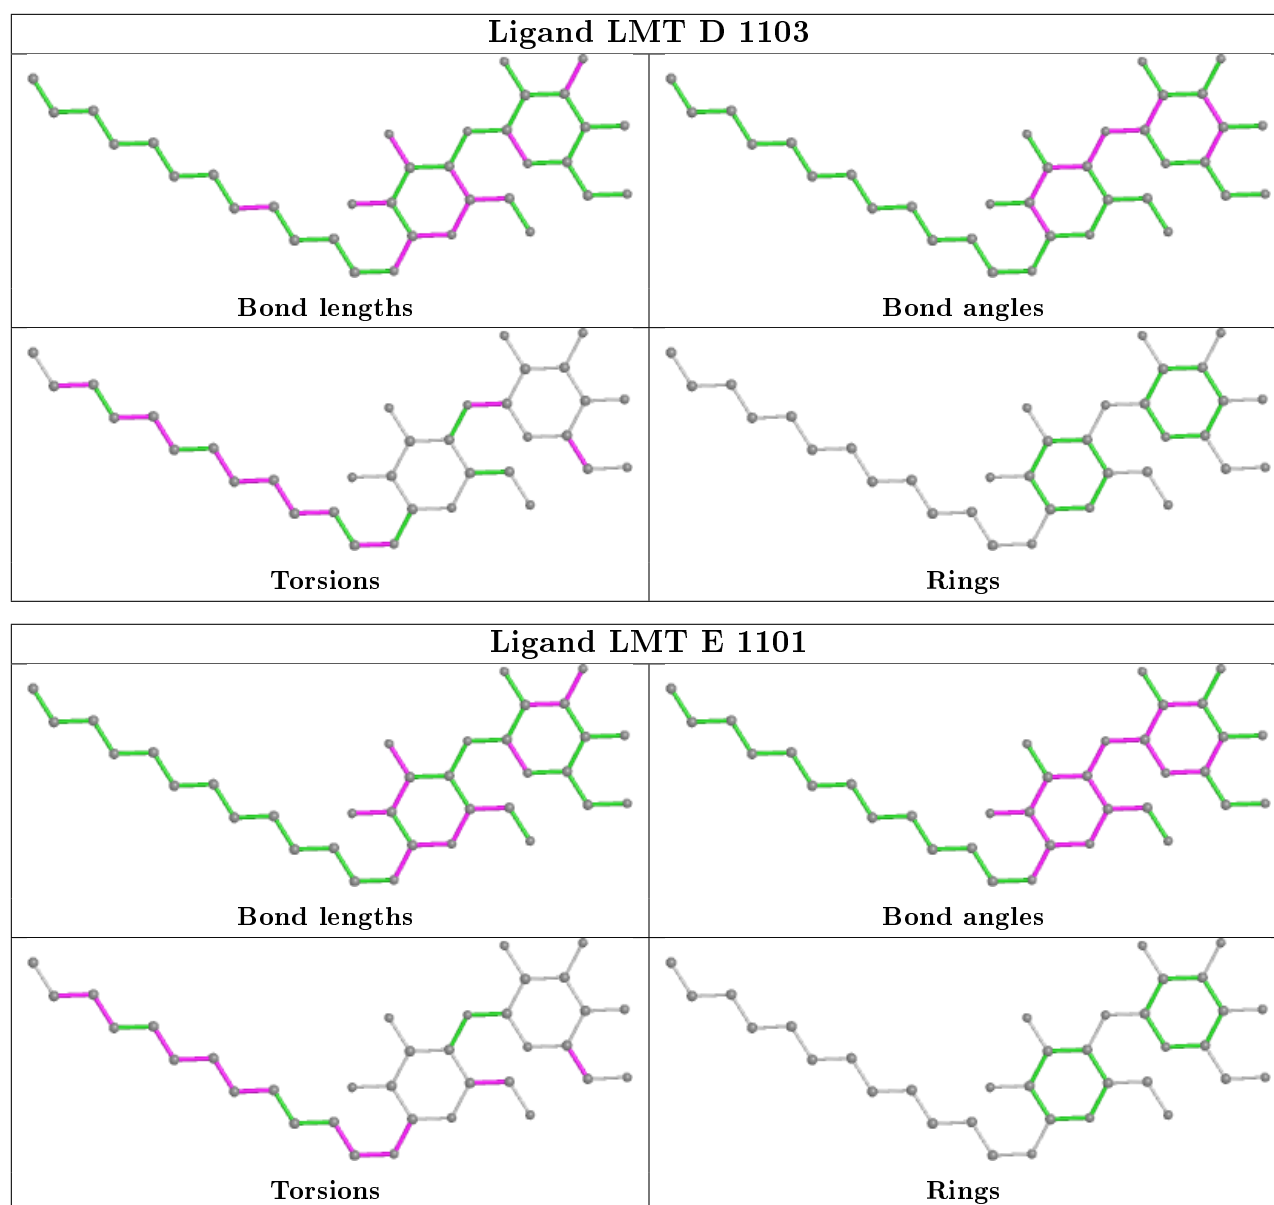 Ligand LMT D 1103
Bond lengths
Bond angles
Torsions
Rings
Ligand LMT E 1101
Bond lengths
Bond angles
Torsions
Rings